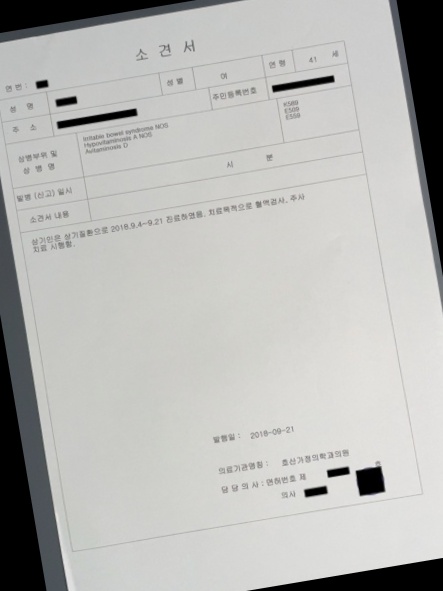 소 견 서
연 번 :
성 명 성 별 여 연 령 41 세
주 소 주민등록번호
상병부위 및
상 병 명
Irritable bowel syndrome NOS K589
Hypovitaminosis A NOS E509
Avitaminosis D E559
발병 (신고) 일시 시 분
소견서 내용
상기인은 상기질환으로 2018.9.4~9.21 진료하였음. 치료목적으로 혈액검사, 주사
치료 시행함.
발행일 : 2018-09-21
의료기관명칭 : 호산가정의학과의원
담 당 의 사 : 면허번호 제
의사